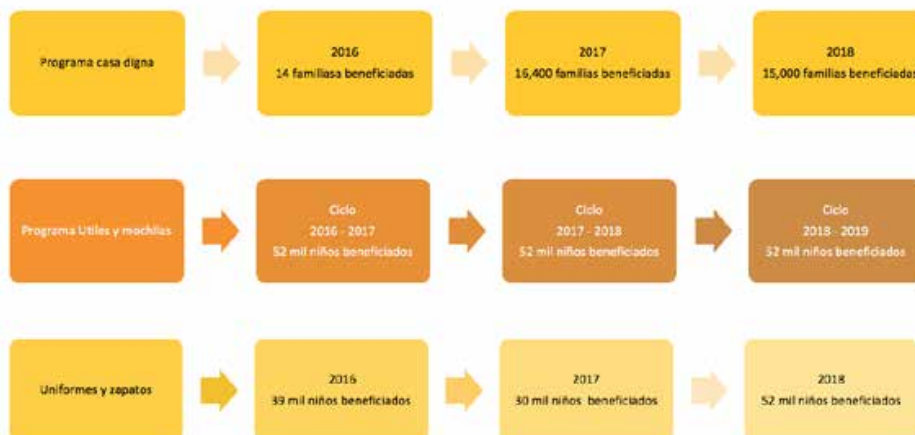 Programa casa digna
2016
14 familiasa beneficiadas
2017
16,400 familias beneficiadas
2018
15,000 familias beneficiadas
Programa Utiles y mochilas
Ciclo
2016 - 2017
52 mil niños beneficiados
Ciclo
2017 - 2018
52 mil niños beneficiados
Ciclo
2018 - 2019
52 mil niños beneficiados
Uniformes y zapatos
2016
39 mil niños beneficiados
2017
30 mil niños beneficiados
2018
52 mil niños beneficiados